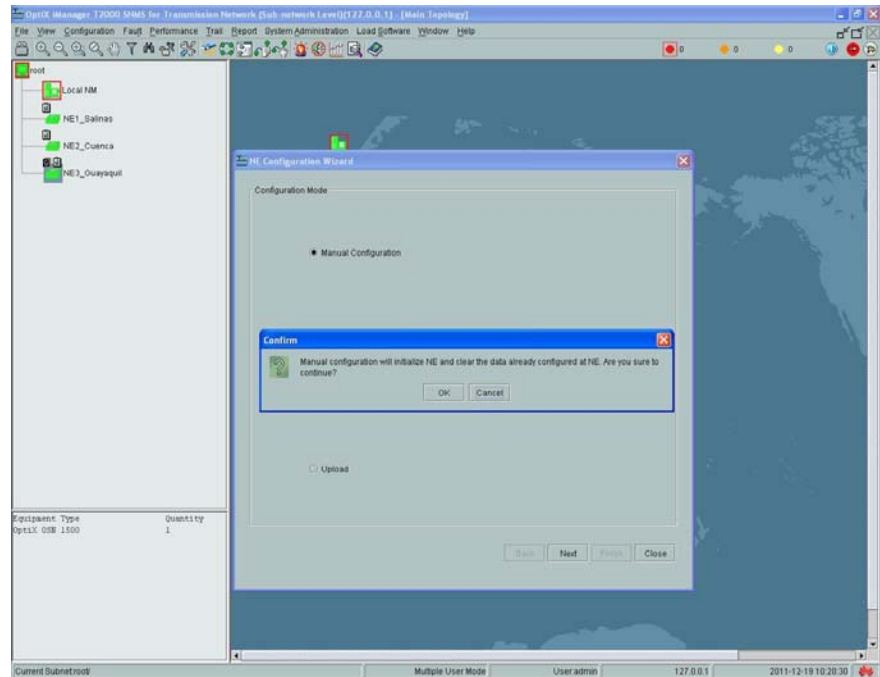 OptiX iManager T2000 SNMS for Transmission Network (Sub-network Level)(127.0.0.1) - [Main Topology]
File View Configuration Fault Performance Trail Report System Administration Load Software Window Help
0 0 0
root
Local NM
NE1_Salinas
NE2_Cuenca
NE3_Guayaquil
NE Configuration Wizard
Configuration Mode
Manual Configuration
Confirm
Manual configuration will initialize NE and clear the data already configured at NE. Are you sure to
continue?
OK Cancel
Upload
Next Finish Close
Equipment Type Quantity
OptiX OSN 1500 1
Current Subnet:root/ Multiple User Mode User:admin 127.0.0.1 2011-12-19 10:20:30